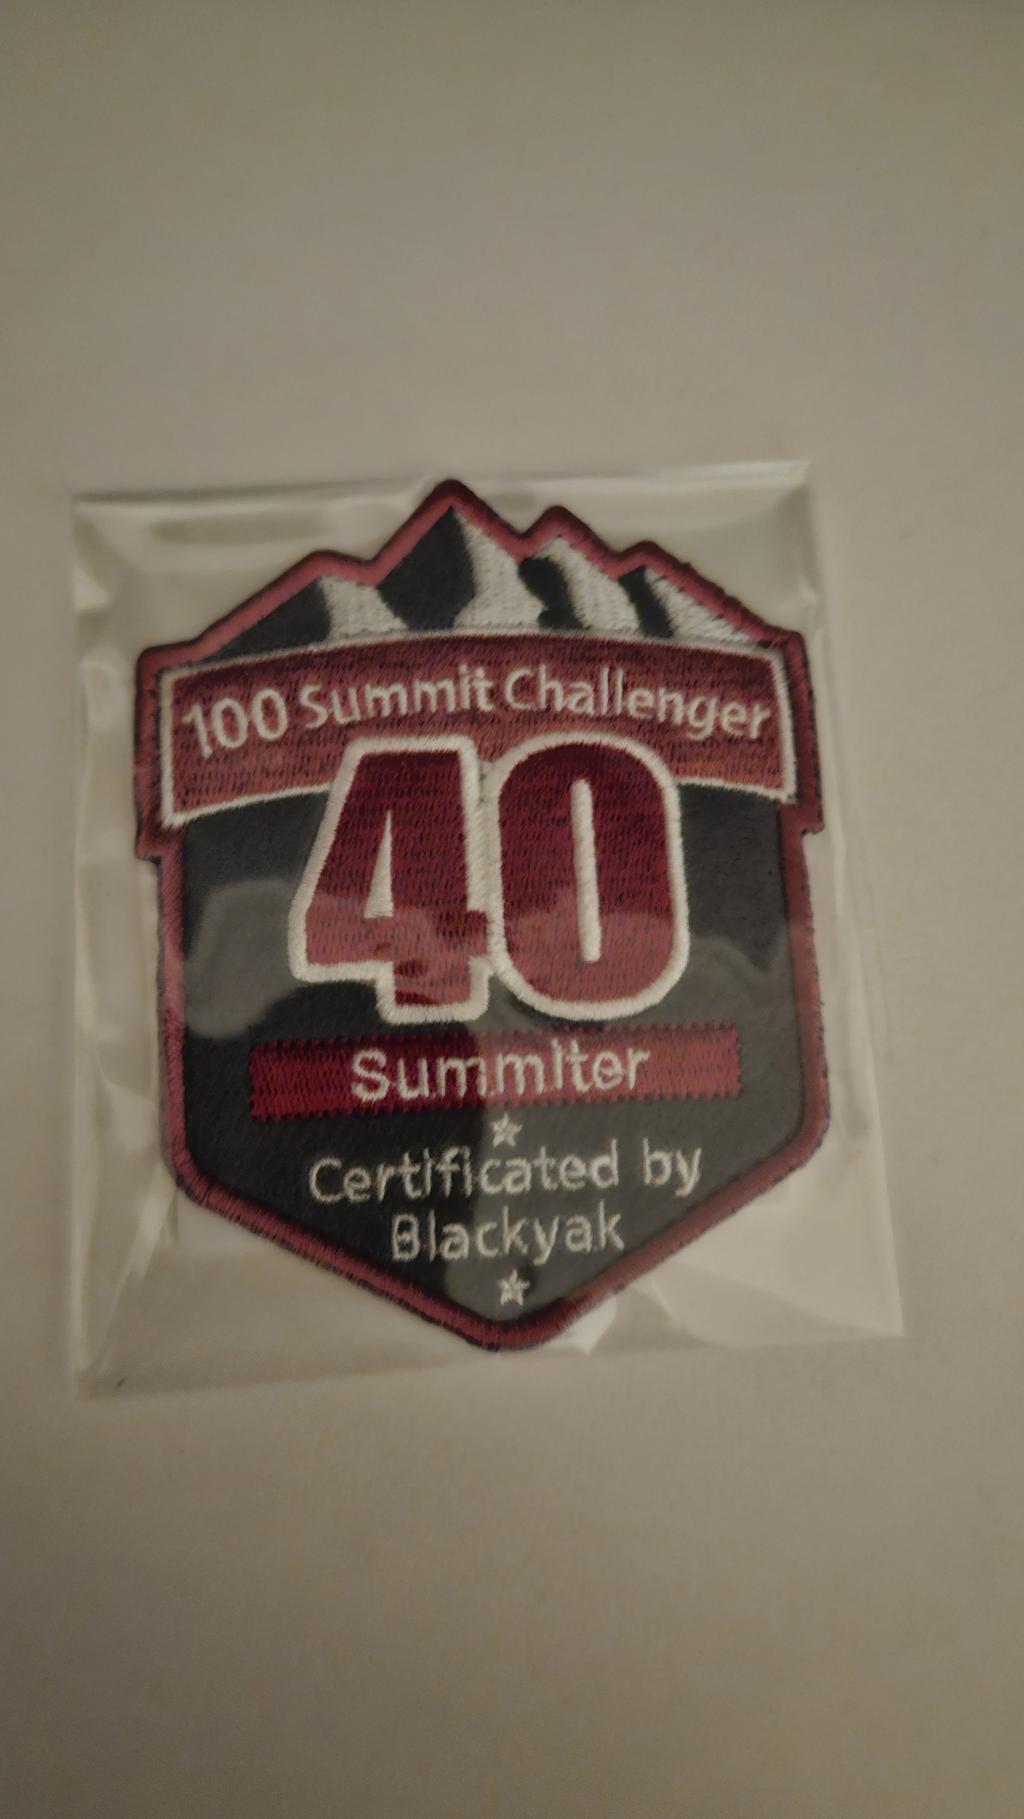 100 Summit Challenger
40
Summiter
Certificated by
Blackyak